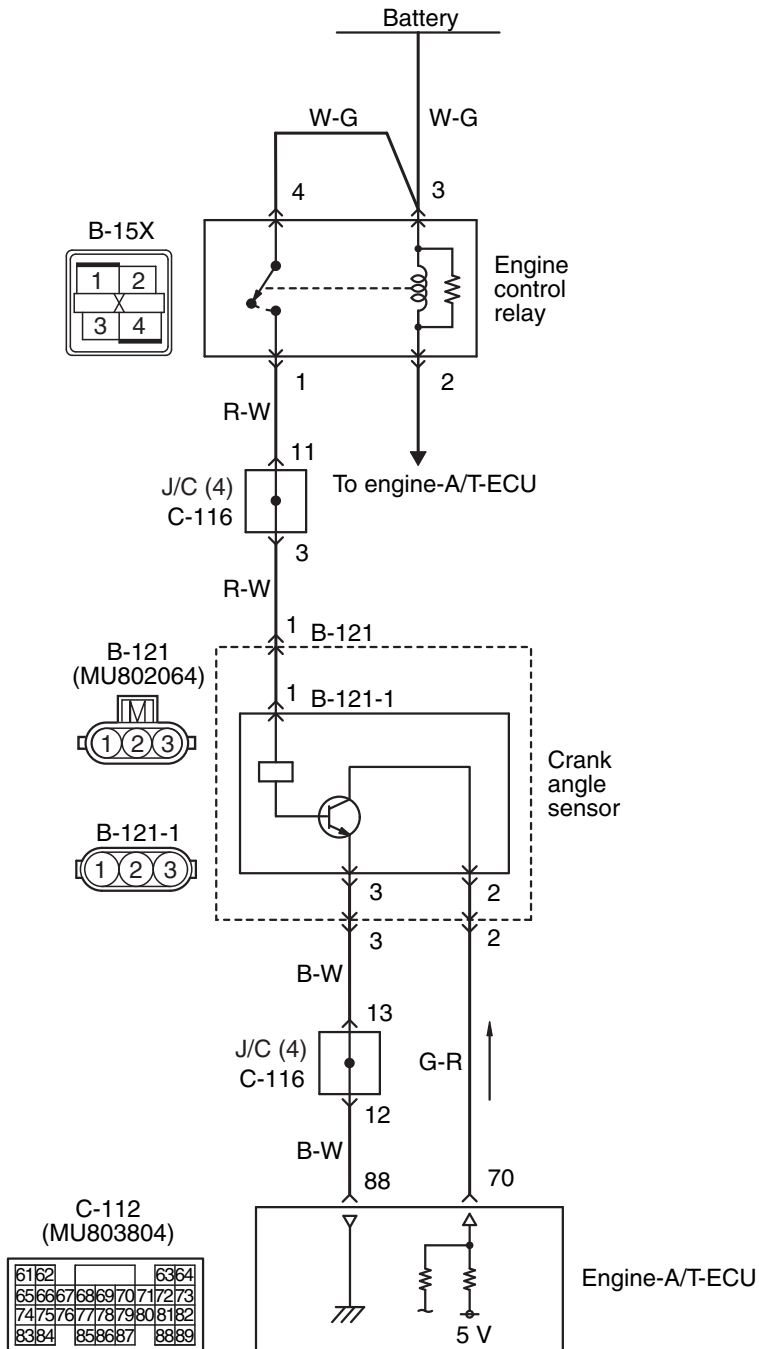 Battery
W-G
W-G
4
3
B-15X
1 2
X
3 4
Engine
control
relay
1
2
R-W
11
J/C (4)
C-116
To engine-A/T-ECU
3
R-W
1 B-121
B-121
(MU802064)
M
1 2 3
1 B-121-1
Crank
angle
sensor
B-121-1
1 2 3
3
2
3
2
B-W
13
J/C (4)
C-116
G-R
12
B-W
88
70
C-112
(MU803804)
61 62 63 64
65 66 67 68 69 70 71 72 73
74 75 76 77 78 79 80 81 82
83 84 85 86 87 88 89
Engine-A/T-ECU
5 V